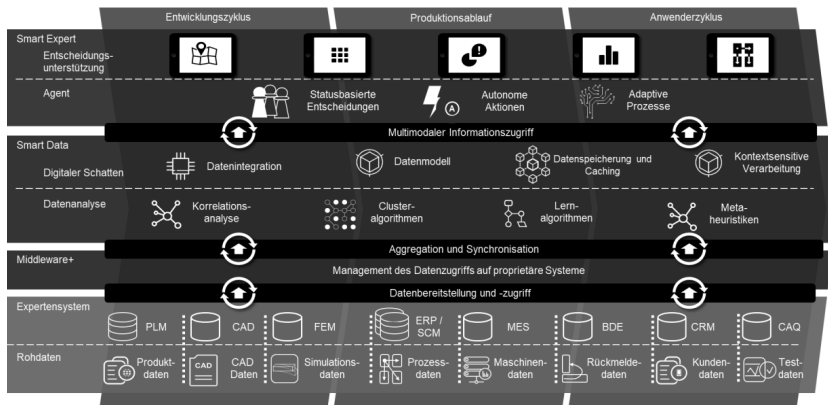 Entwicklungszyklus
Produktionsablauf
Anwenderzyklus
Smart Expert
Entscheidungs-
unterstützung
Agent
Statusbasierte
Entscheidungen
A
Autonome
Aktionen
Adaptive
Prozesse
Multimodaler Informationszugriff
Smart Data
Digitaler Schatten
Datenintegration
Datenmodell
Datenspeicherung und
Caching
Kontextsensitive
Verarbeitung
Datenanalyse
Korrelations-
analyse
Cluster-
algorithmen
Lern-
algorithmen
Meta-
heuristiken
Aggregation und Synchronisation
Middleware+
Management des Datenzugriffs auf proprietäre Systeme
Datenbereitstellung und -zugriff
Expertensystem
PLM
CAD
FEM
ERP /
SCM
MES
BDE
CRM
CAQ
Rohdaten
Produkt-
daten
CAD
CAD
Daten
Simulations-
daten
Prozess-
daten
Maschinen-
daten
Rückmelde-
daten
Kunden-
daten
Test-
daten